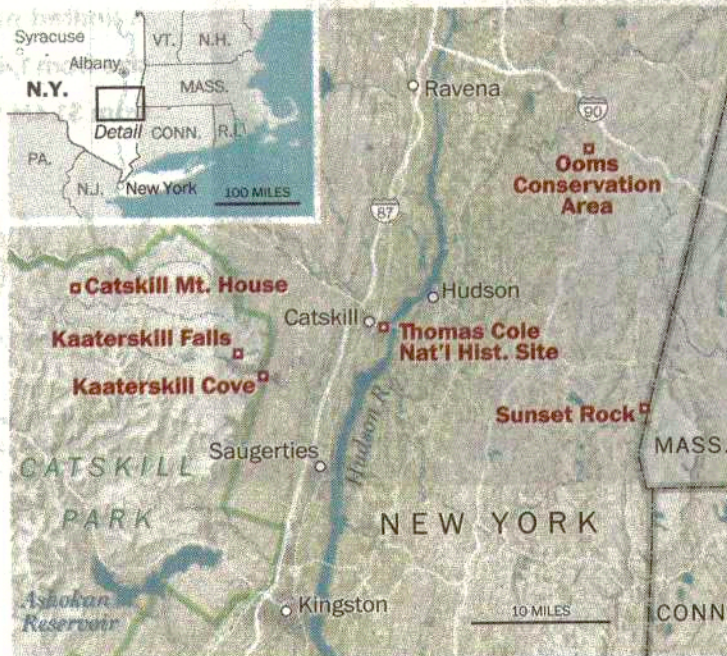 Syracuse
VT.
N.H.
Albany
N.Y.
MASS.
Detail
CONN.
R.I.
PA.
N.J.
New York
100 MILES
Ravena
90
Ooms
Conservation
Area
87
Catskill Mt. House
Hudson
Catskill
Thomas Cole
Nat'l Hist. Site
Kaaterskill Falls
Kaaterskill Cove
Hudson R.
Sunset Rock
MASS.
Saugerties
CATSKILL
PARK
NEW YORK
Ashokan
Reservoir
Kingston
10 MILES
CONN